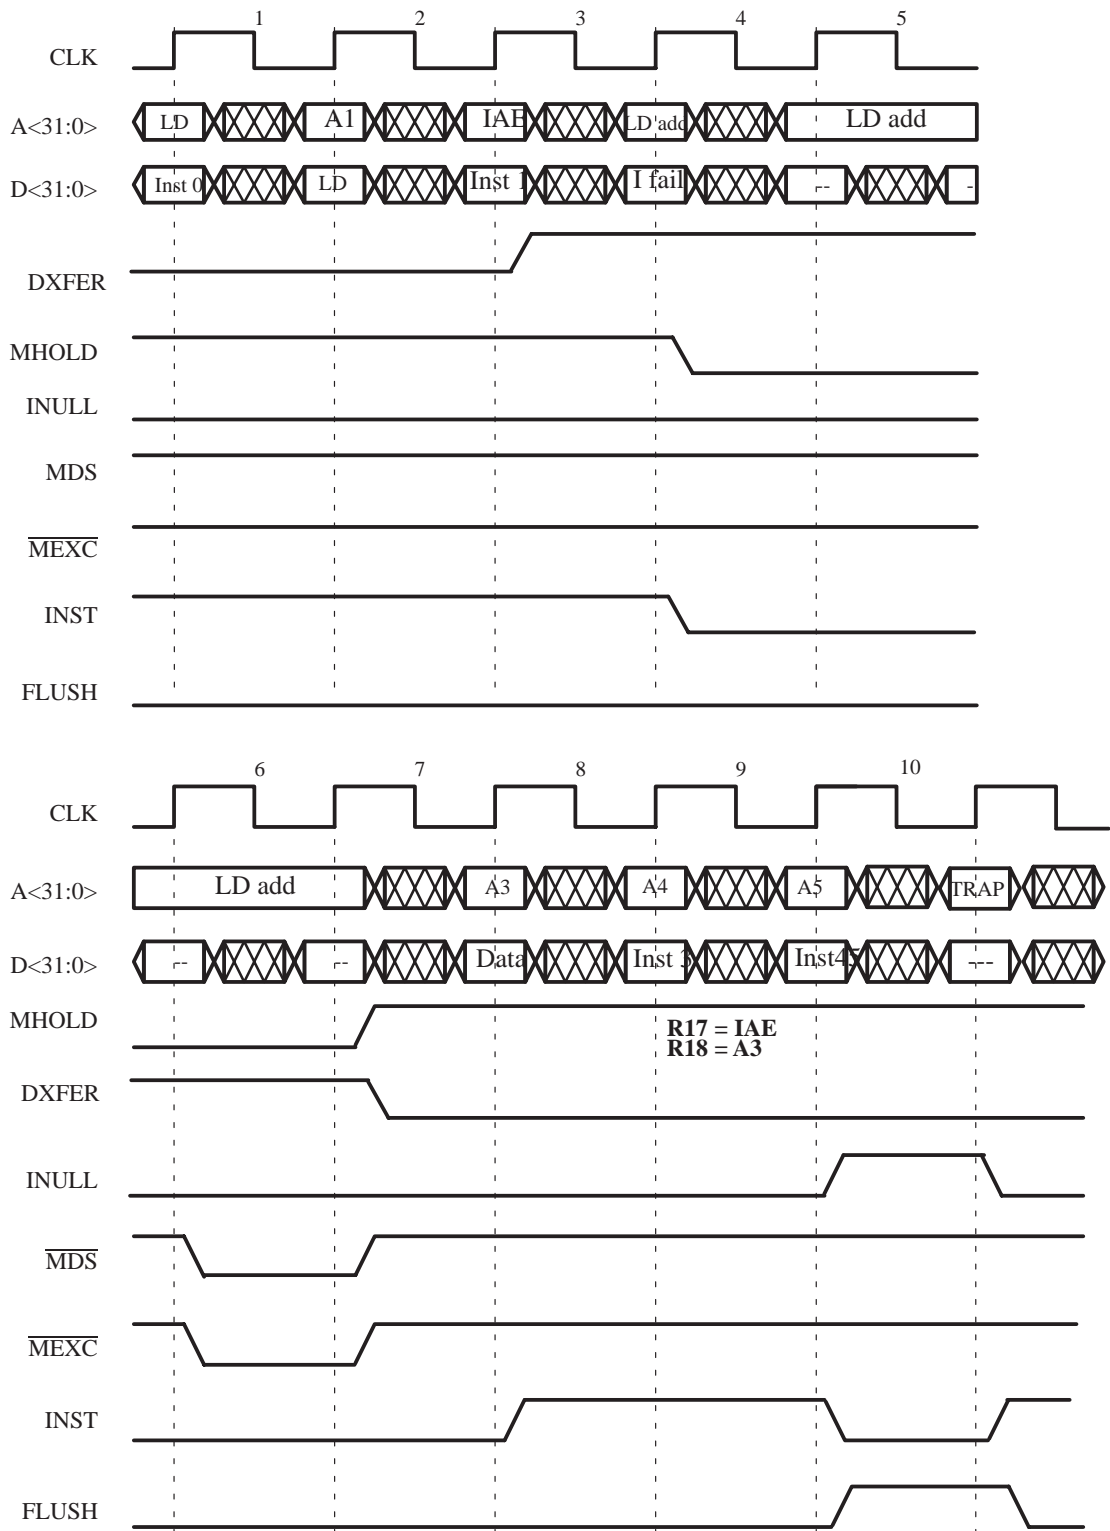 1 2 3 4 5
CLK
A<31:0> LD A1 IAE LD add LD add
D<31:0> Inst 0 LD Inst 1 I fail -- -
DXFER
MHOLD
INULL
MDS
MEXC
INST
FLUSH
6 7 8 9 10
CLK
A<31:0> LD add A3 A4 A5 TRAP
D<31:0> -- -- Data Inst 3 Inst45 ---
MHOLD
R17 = IAE
R18 = A3
DXFER
INULL
MDS
MEXC
INST
FLUSH